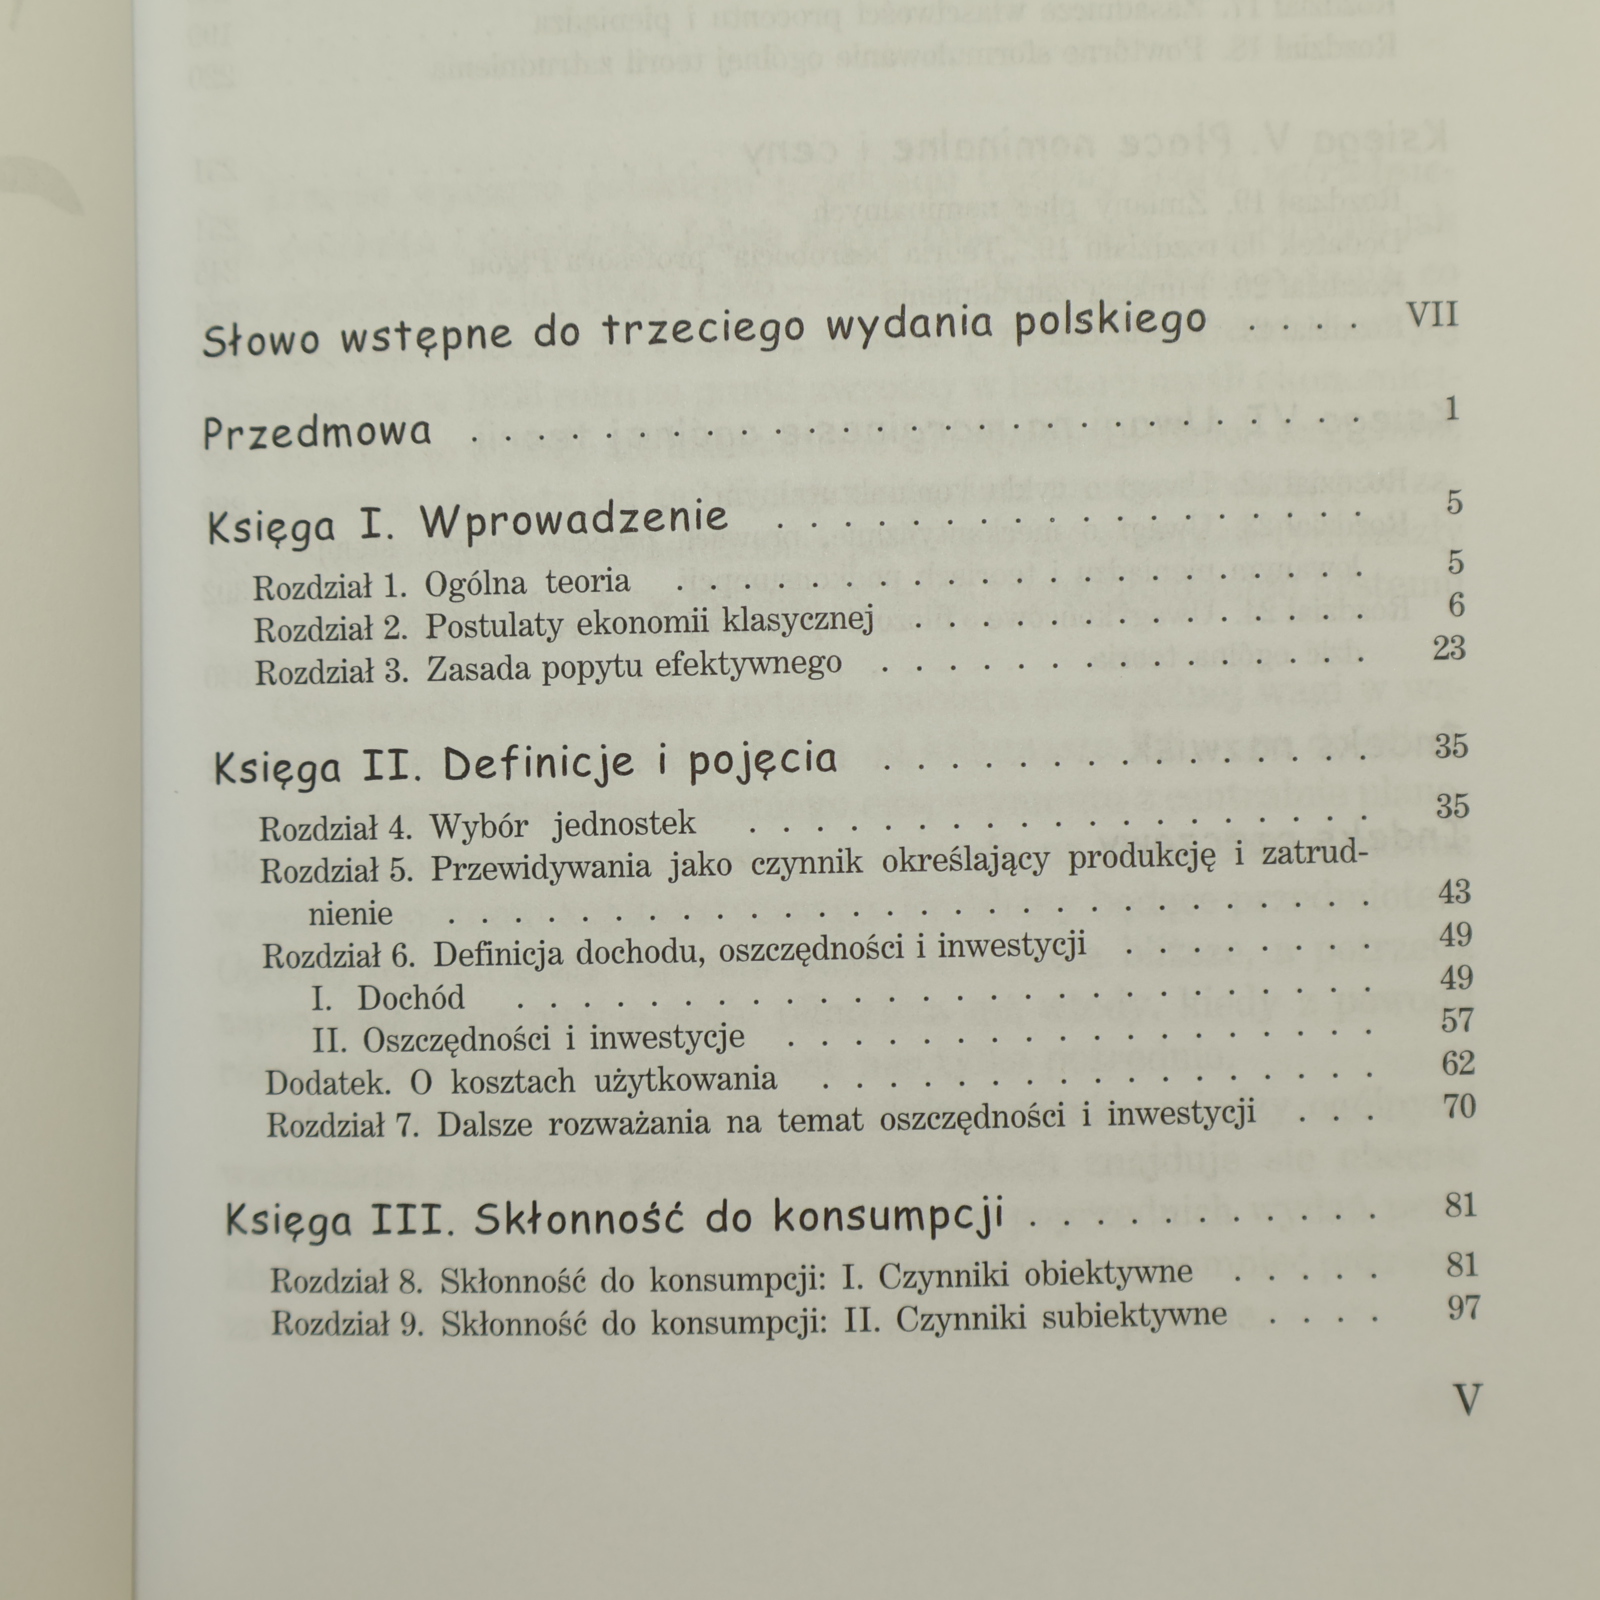 Słowo wstępne do trzeciego wydania polskiego . . . . VII
Przedmowa . . . . . . . . . . . . . . . . . . . . . . . . . . . 1
Księga I. Wprowadzenie . . . . . . . . . . . . . . . . . . 5
Rozdział 1. Ogólna teoria . . . . . . . . . . . . . . . . . . . . . 5
Rozdział 2. Postulaty ekonomii klasycznej . . . . . . . . . . . . . . 6
Rozdział 3. Zasada popytu efektywnego . . . . . . . . . . . . . . . 23
Księga II. Definicje i pojęcia . . . . . . . . . . . . . . . 35
Rozdział 4. Wybór jednostek . . . . . . . . . . . . . . . . . . . 35
Rozdział 5. Przewidywania jako czynnik określający produkcję i zatrud-
nienie . . . . . . . . . . . . . . . . . . . . . . . . . . . . 43
Rozdział 6. Definicja dochodu, oszczędności i inwestycji . . . . . . . . 49
I. Dochód . . . . . . . . . . . . . . . . . . . . . . . . . . 49
II. Oszczędności i inwestycje . . . . . . . . . . . . . . . . . . 57
Dodatek. O kosztach użytkowania . . . . . . . . . . . . . . . . . 62
Rozdział 7. Dalsze rozważania na temat oszczędności i inwestycji . . . 70
Księga III. Skłonność do konsumpcji . . . . . . . . . . . 81
Rozdział 8. Skłonność do konsumpcji: I. Czynniki obiektywne . . . . . 81
Rozdział 9. Skłonność do konsumpcji: II. Czynniki subiektywne . . . . 97
V